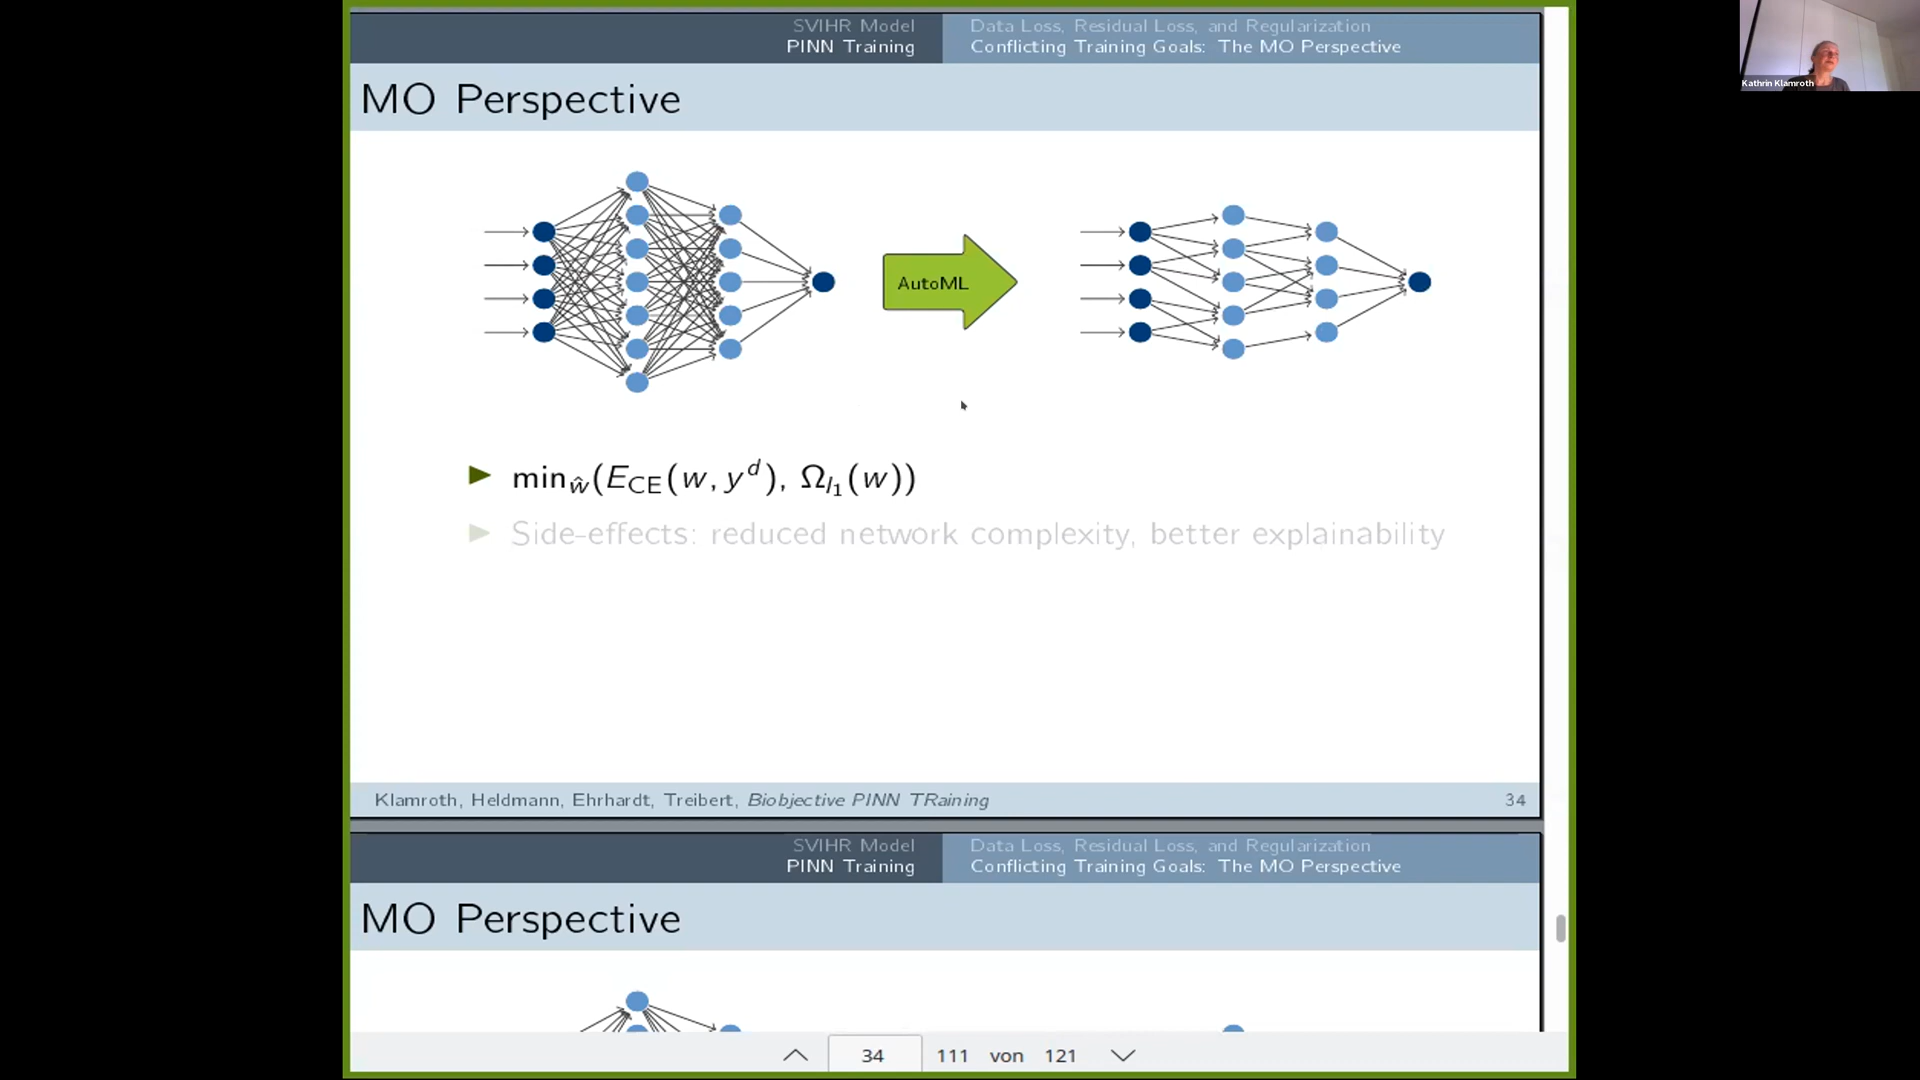 SVIHR Model
PINN Training
Data Loss, Residual Loss, and Regularization
Conflicting Training Goals: The MO Perspective
Kathrin Klamroth
MO Perspective
AutoML
min_ŵ(E_CE(w, y^d), Ω_{l_1}(w))
Side-effects: reduced network complexity, better explainability
Klamroth, Heldmann, Ehrhardt, Treibert, Biobjective PINN TRaining
34
SVIHR Model
PINN Training
Data Loss, Residual Loss, and Regularization
Conflicting Training Goals: The MO Perspective
MO Perspective
34 111 von 121